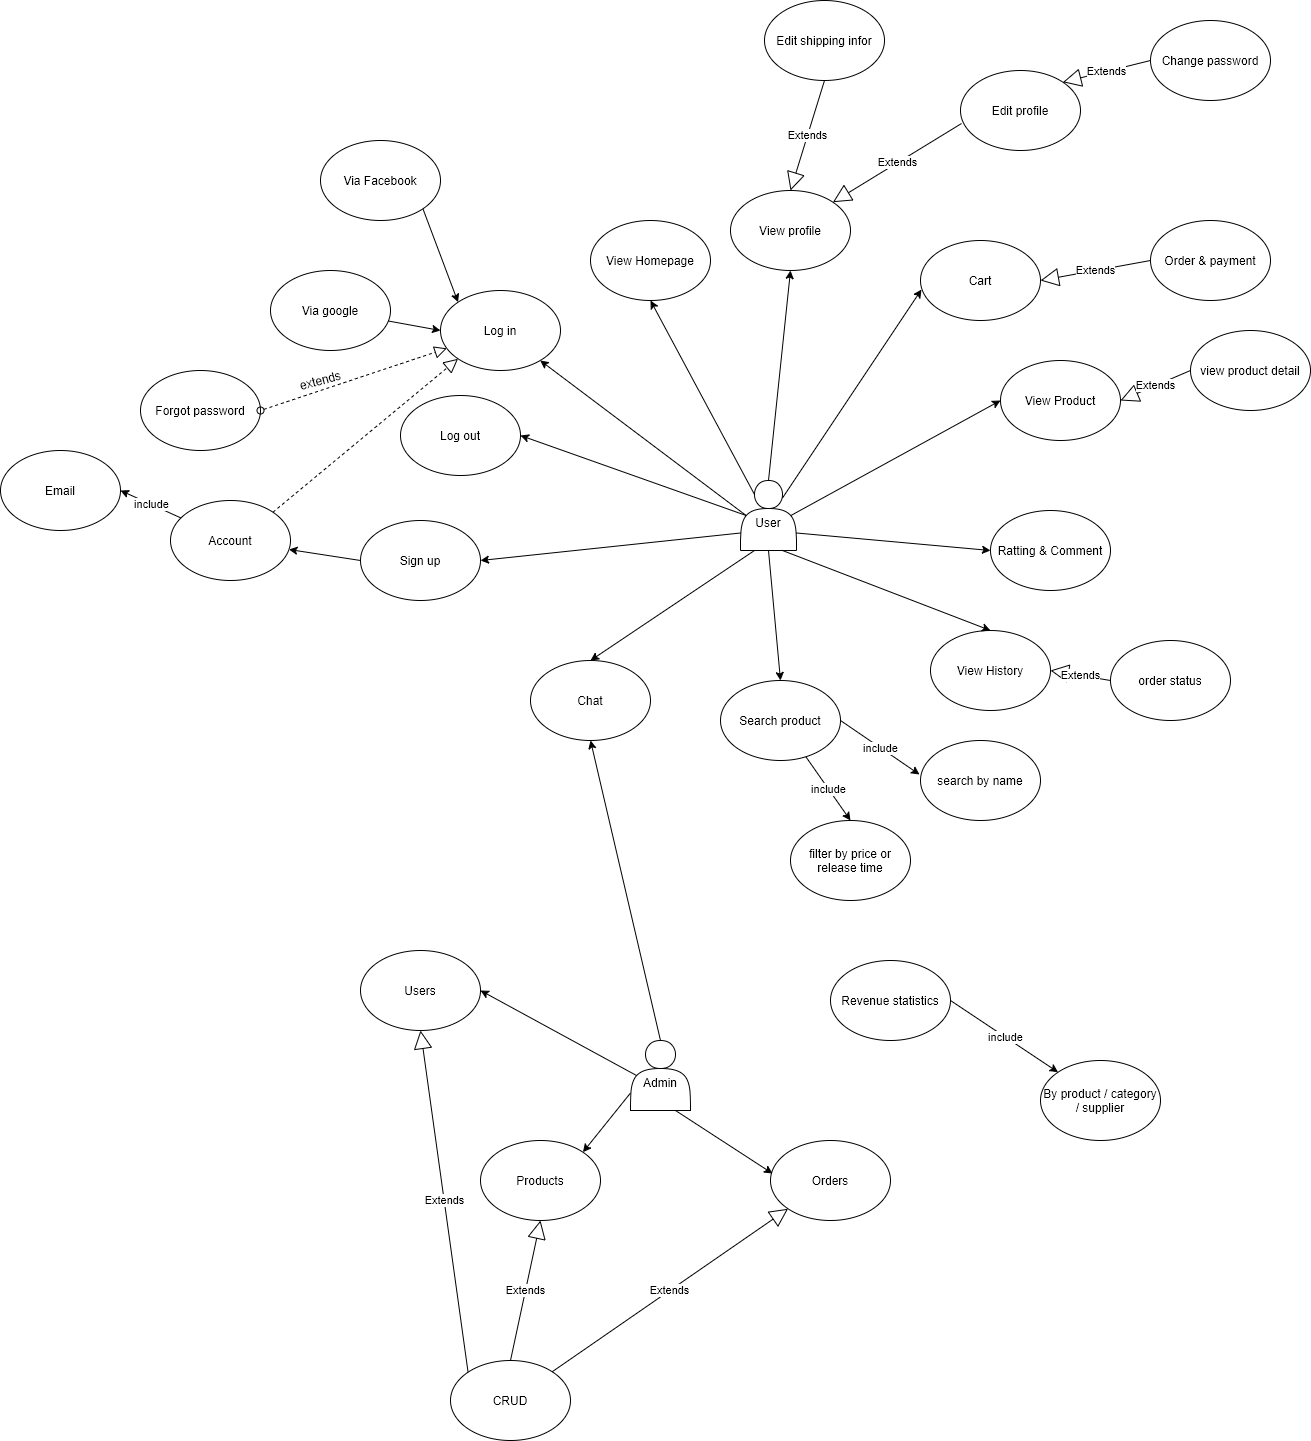 Edit shipping infor
Change password
Extends
Edit profile
Extends
Extends
Via Facebook
View profile
View Homepage
Order & payment
Extends
Cart
Via google
Log in
view product detail
Extends
extends
View Product
Forgot password
Log out
Email
include
User
Account
Sign up
Ratting & Comment
View History
Extends
order status
Chat
Search product
include
search by name
include
filter by price or
release time
Users
Revenue statistics
include
Admin
By product / category
/ supplier
Products
Orders
Extends
Extends
Extends
CRUD